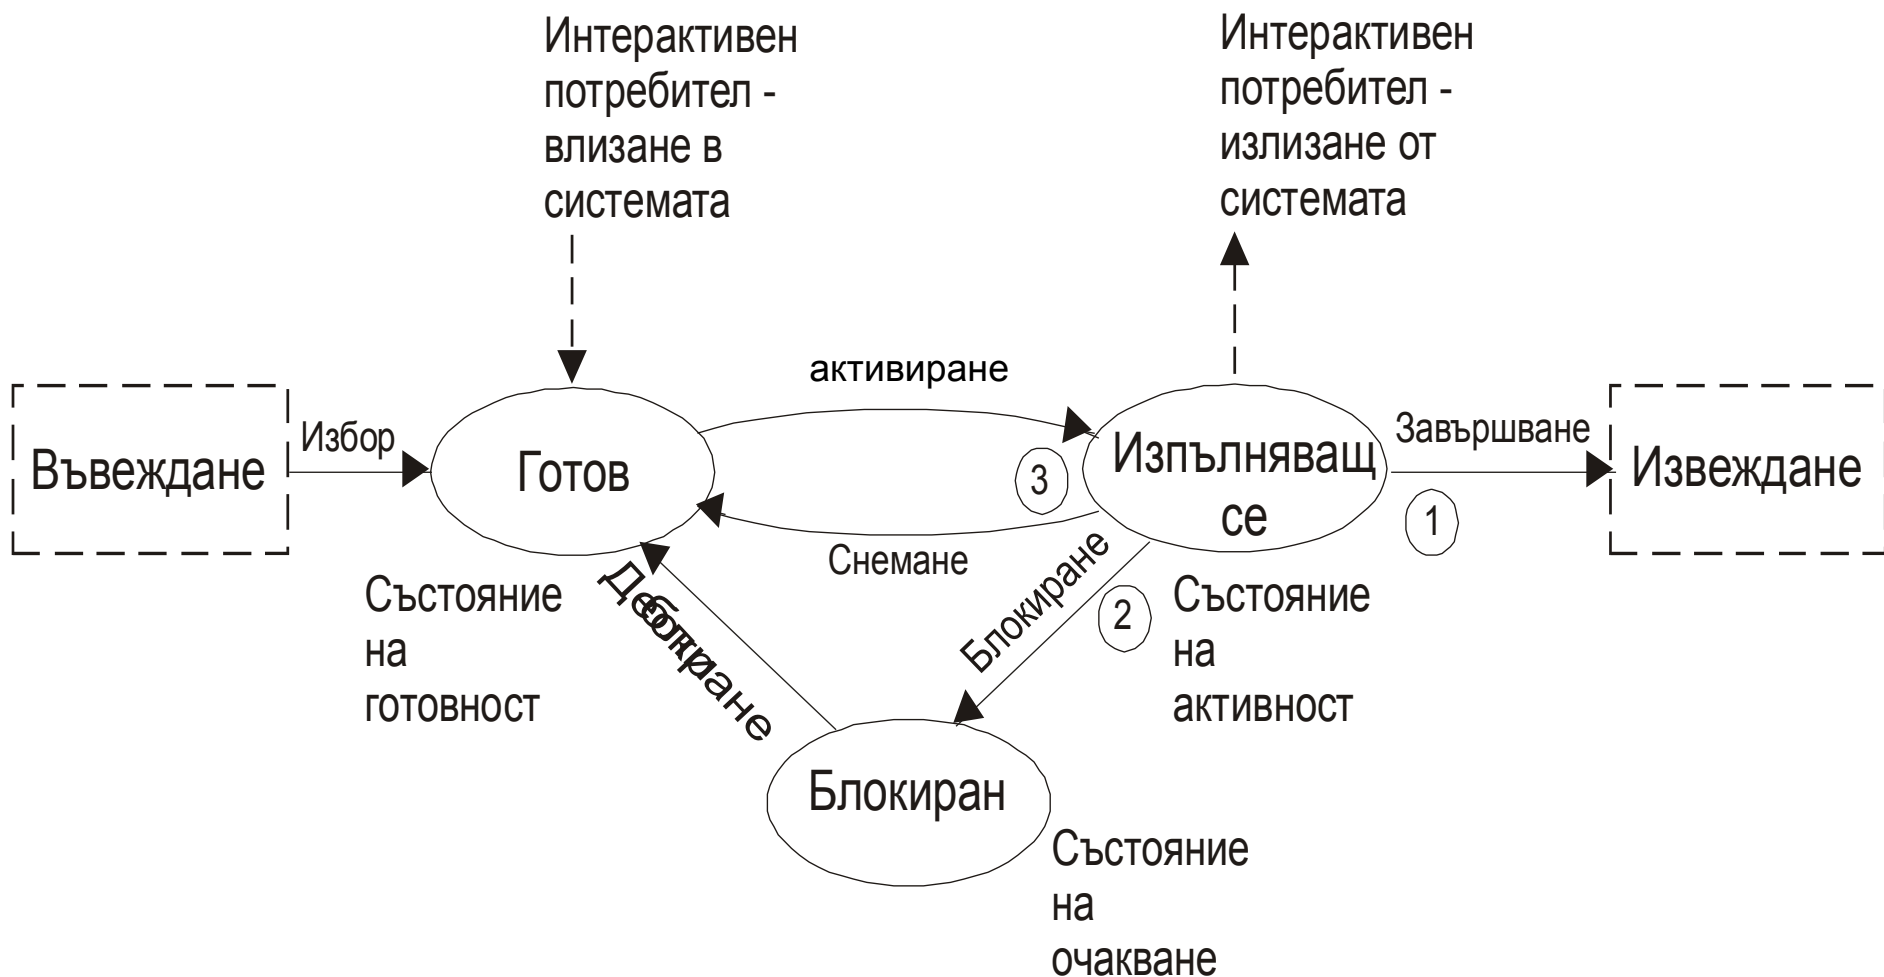 Интерактивен
потребител -
влизане в
системата
Интерактивен
потребител -
излизане от
системата
активиране
Въвеждане
Избор
Готов
3
Изпълняващ
се
Завършване
1
Извеждане
Снемане
Блокиране
2
Състояние
на
готовност
Състояние
на
активност
Блокиран
Състояние
на
очакване